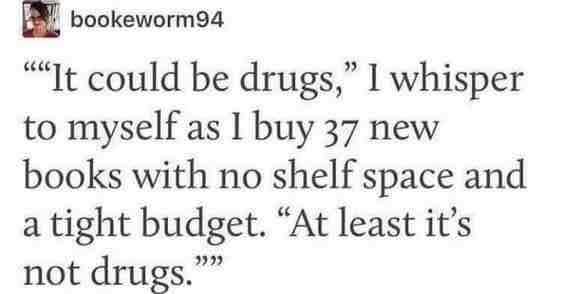 bookeworm94
““It could be drugs,” I whisper
to myself as I buy 37 new
books with no shelf space and
a tight budget. “At least it’s
not drugs.””